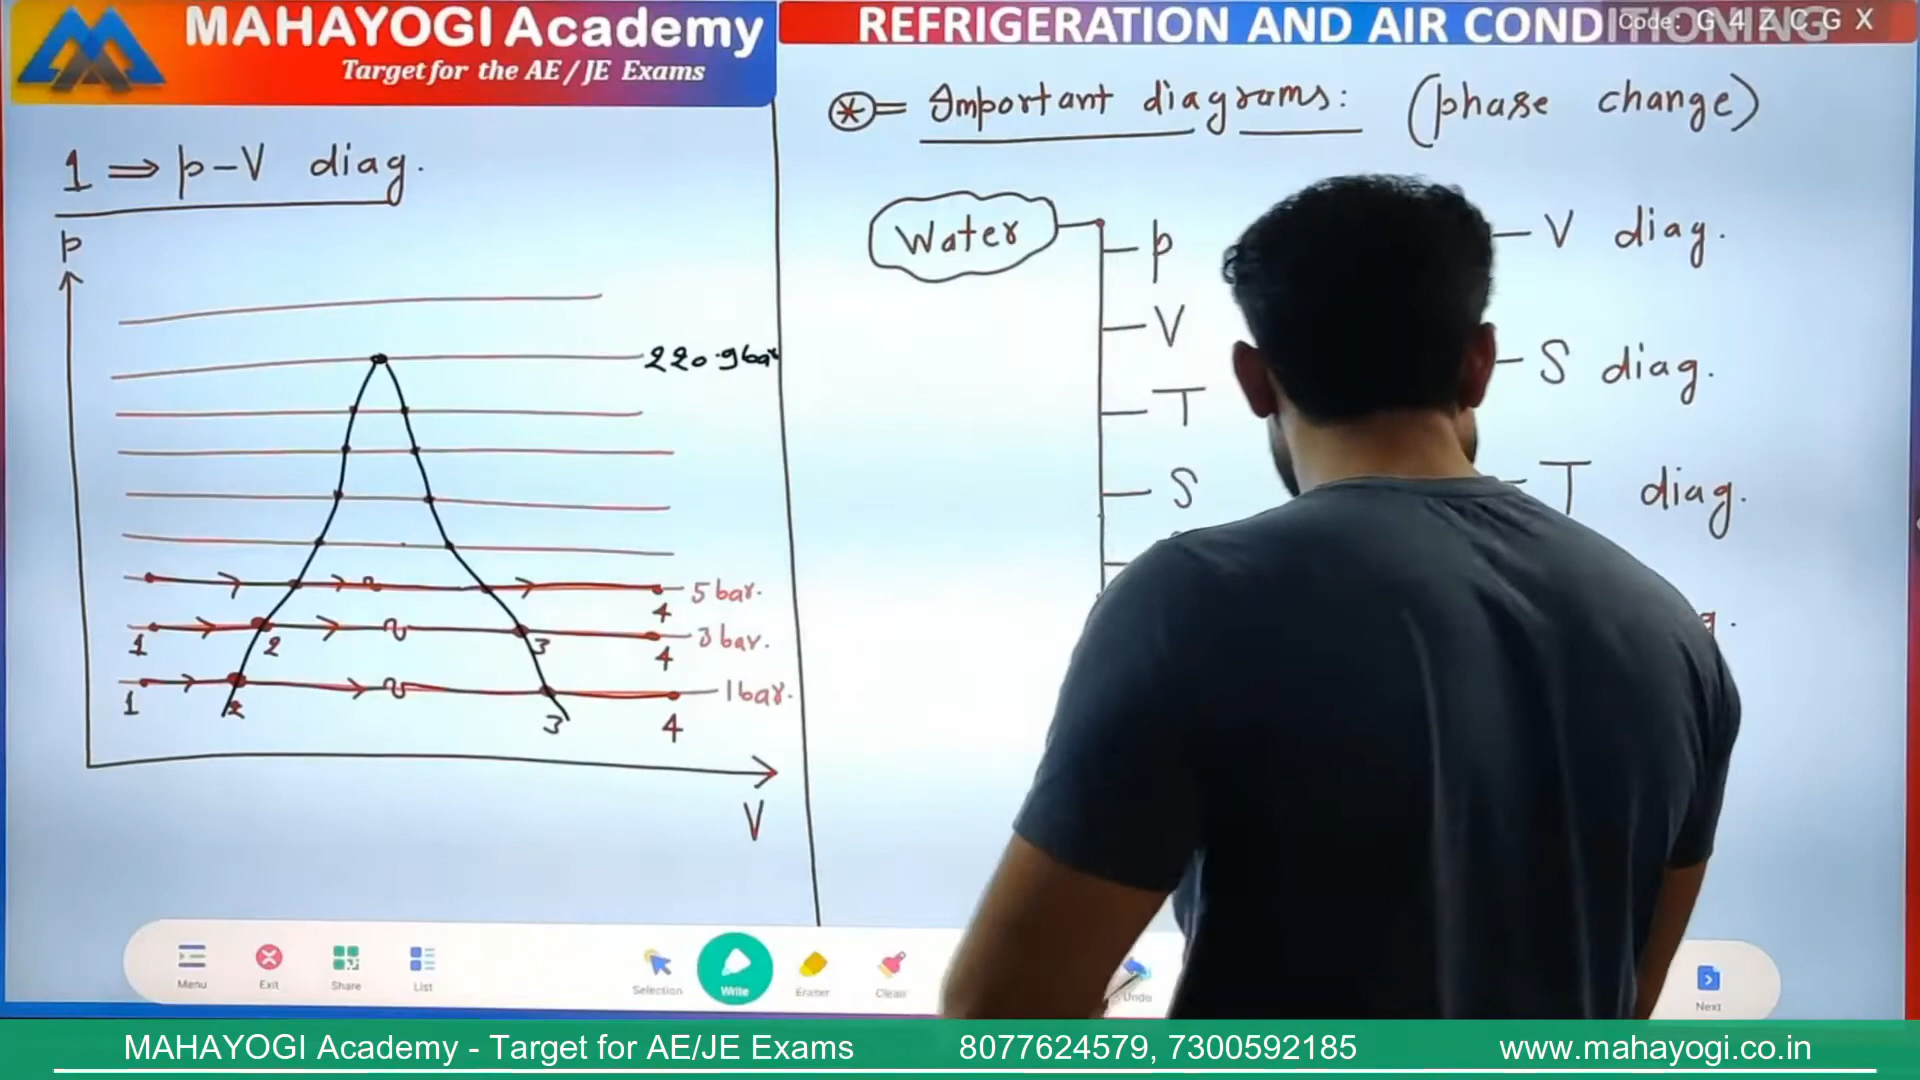 MAHAYOGI Academy
Target for the AE/JE Exams
REFRIGERATION AND AIR CONDITIONING
Code: G 4 Z C G X
Important diagrams: (phase change)
1 ⇒ p-V diag.
p
220.9bar
5 bar.
4
1
2
3
4
3 bar.
1
2
3
4
1 bar.
V
Water
p
V
T
S
V diag.
S diag.
T diag.
Menu
Exit
Share
List
Selection
Write
Eraser
Clean
Undo
Next
MAHAYOGI Academy - Target for AE/JE Exams
8077624579, 7300592185
www.mahayogi.co.in